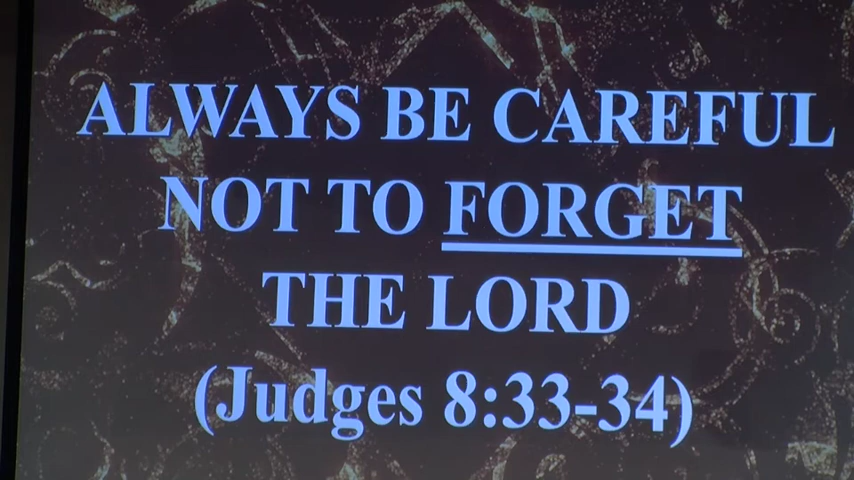 ALWAYS BE CAREFUL
NOT TO FORGET
THE LORD
(Judges 8:33-34)